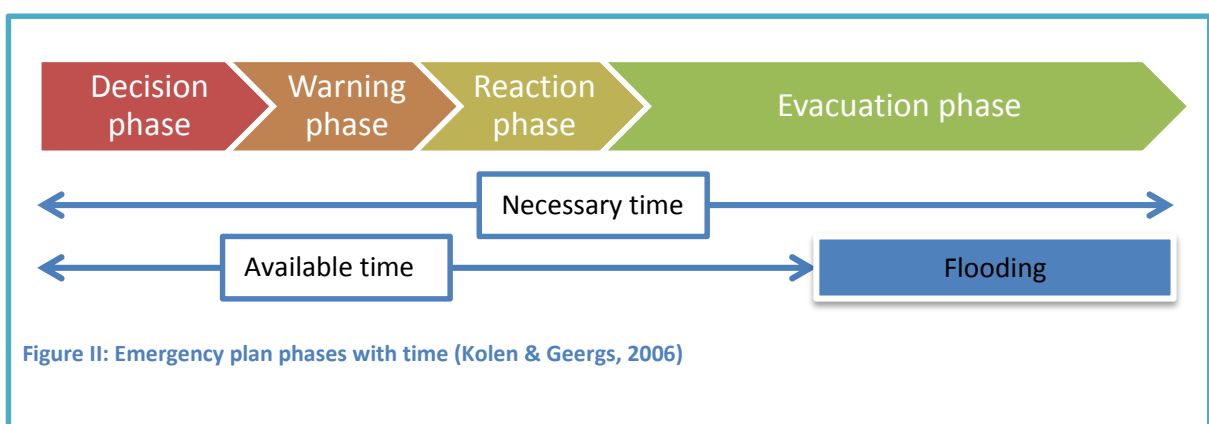 Decision
phase
Warning
phase
Reaction
phase
Evacuation phase
Necessary time
Available time
Flooding
Figure II: Emergency plan phases with time (Kolen & Geergs, 2006)